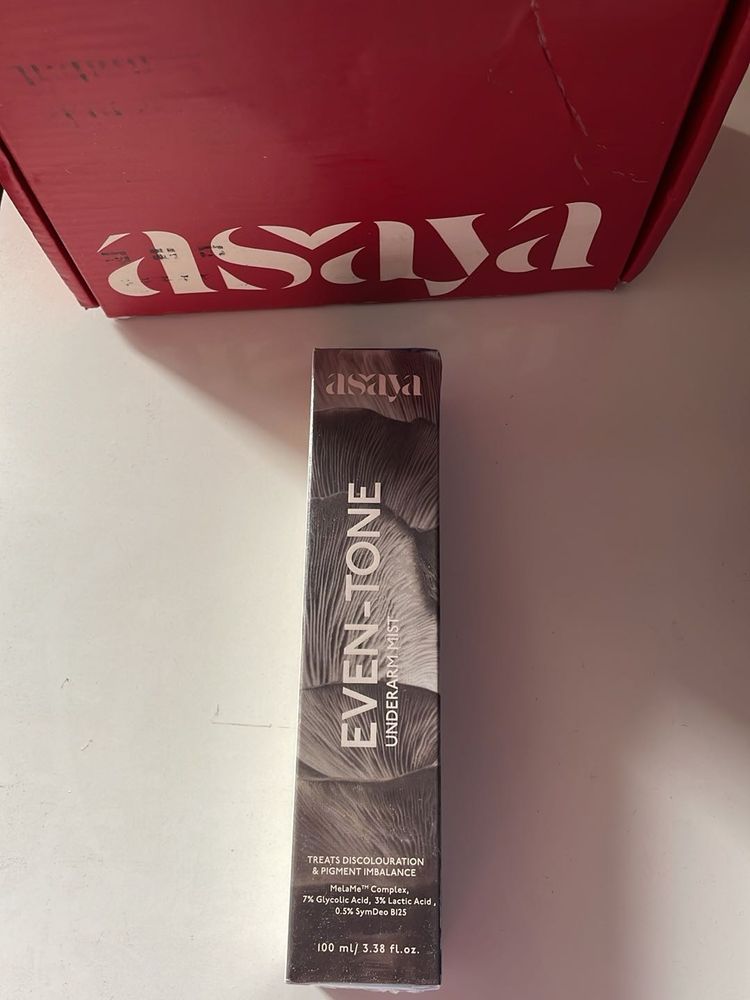 asaya
asaya
EVEN-TONE
UNDERARM MIST
TREATS DISCOLOURATION
& PIGMENT IMBALANCE
MelaMe™ Complex,
7% Glycolic Acid, 3% Lactic Acid,
0.5% SymDeo B125
100 ml/ 3.38 fl.oz.